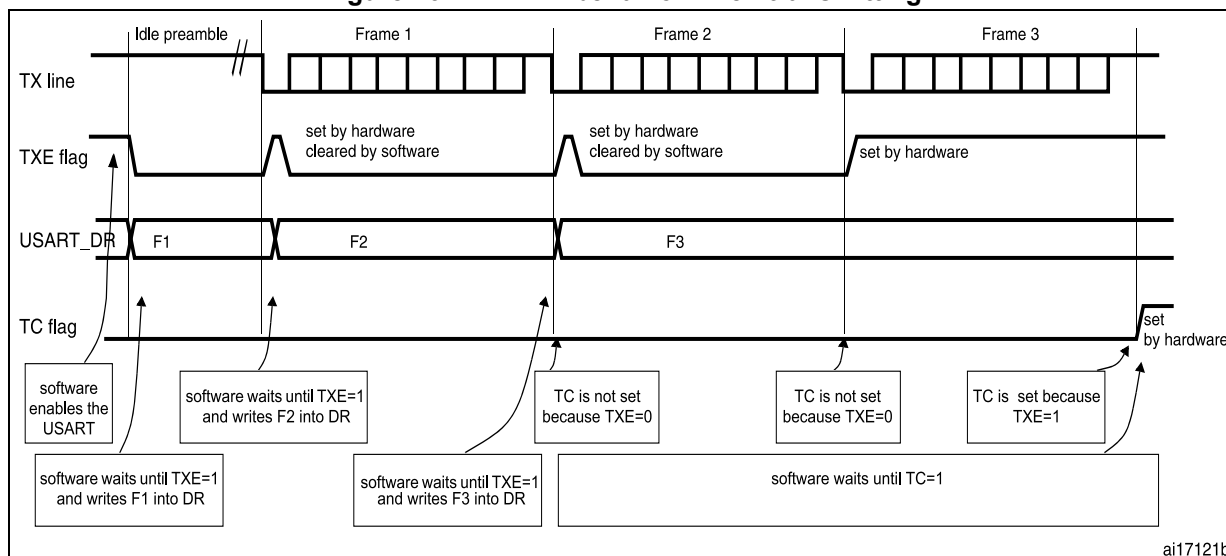 Idle preamble
Frame 1
Frame 2
Frame 3
TX line
TXE flag
set by hardware
cleared by software
set by hardware
cleared by software
set by hardware
USART_DR
F1
F2
F3
TC flag
set
by hardware
software
enables the
USART
software waits until TXE=1
and writes F2 into DR
TC is not set
because TXE=0
TC is not set
because TXE=0
TC is set because
TXE=1
software waits until TXE=1
and writes F1 into DR
software waits until TXE=1
and writes F3 into DR
software waits until TC=1
ai17121b